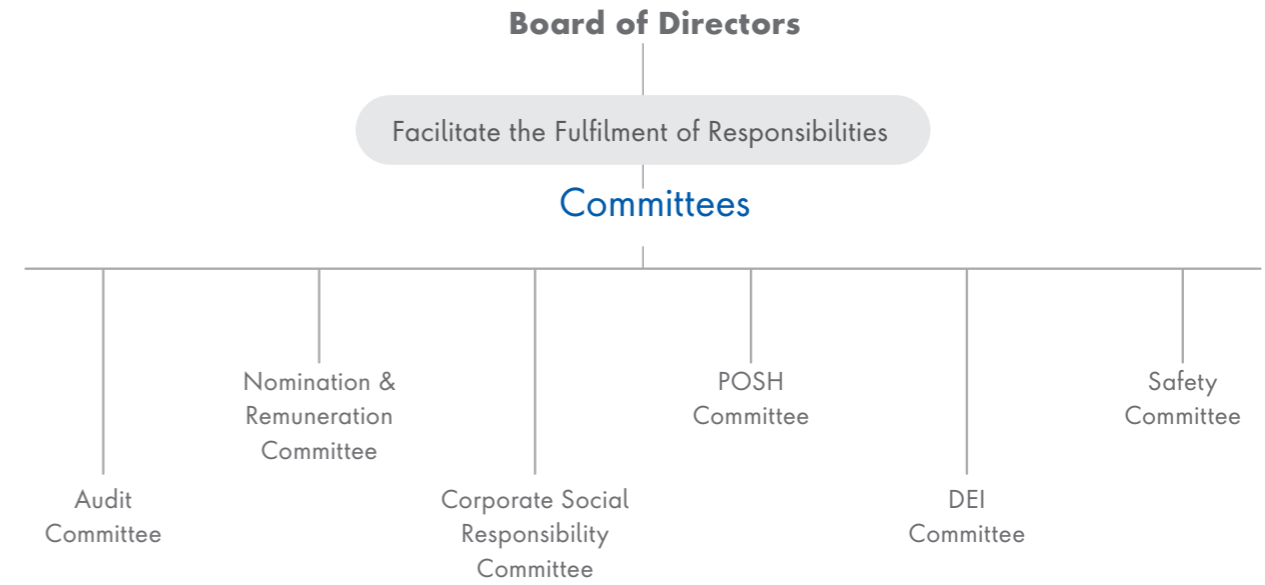 Board of Directors
Facilitate the Fulfilment of Responsibilities
Committees
Audit
Committee
Nomination &
Remuneration
Committee
Corporate Social
Responsibility
Committee
POSH
Committee
DEI
Committee
Safety
Committee